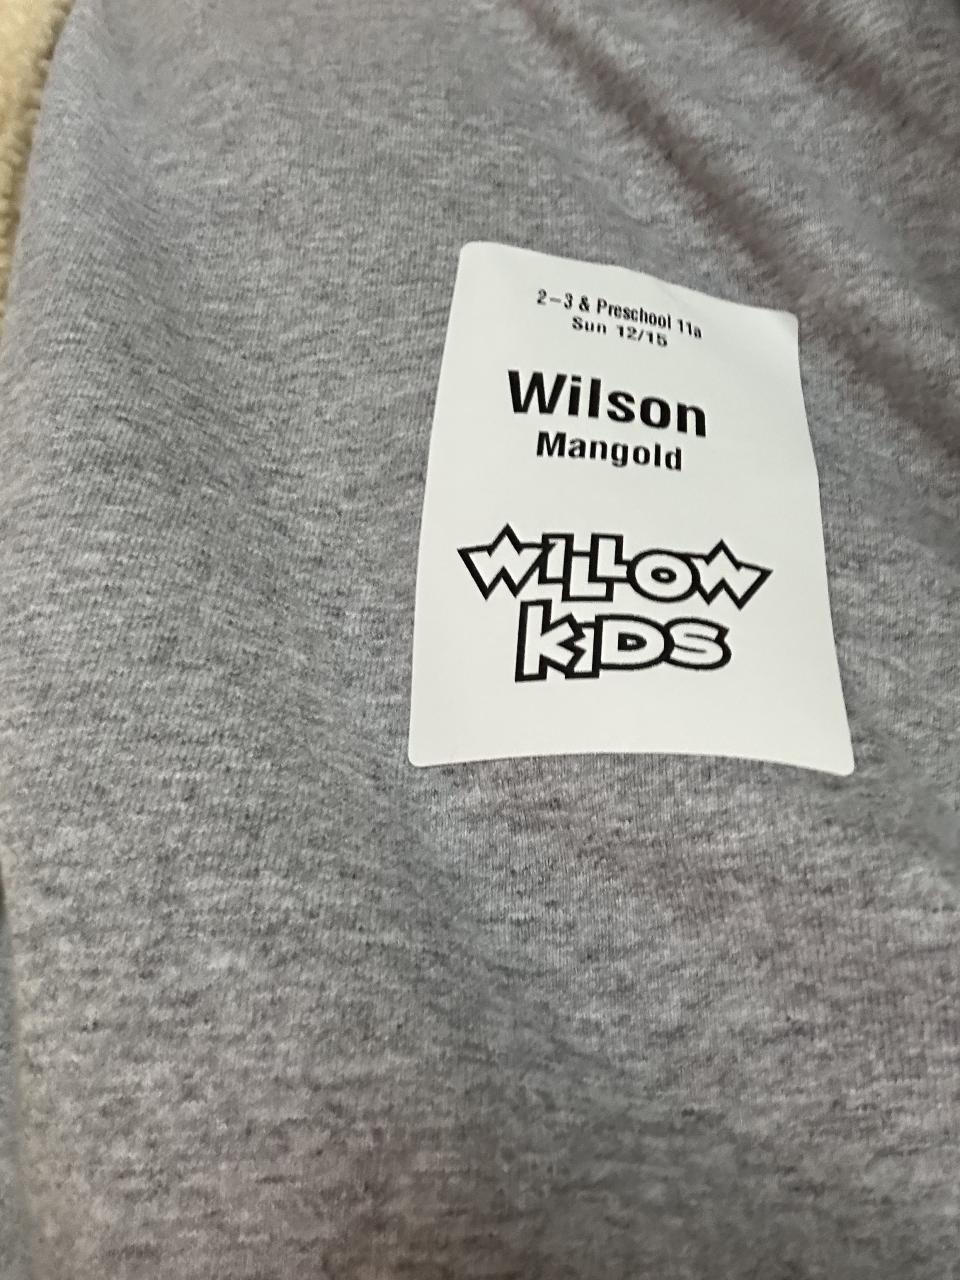 2-3 & Preschool 11a
Sun 12/15
Wilson
Mangold
WILLOW
KiDS